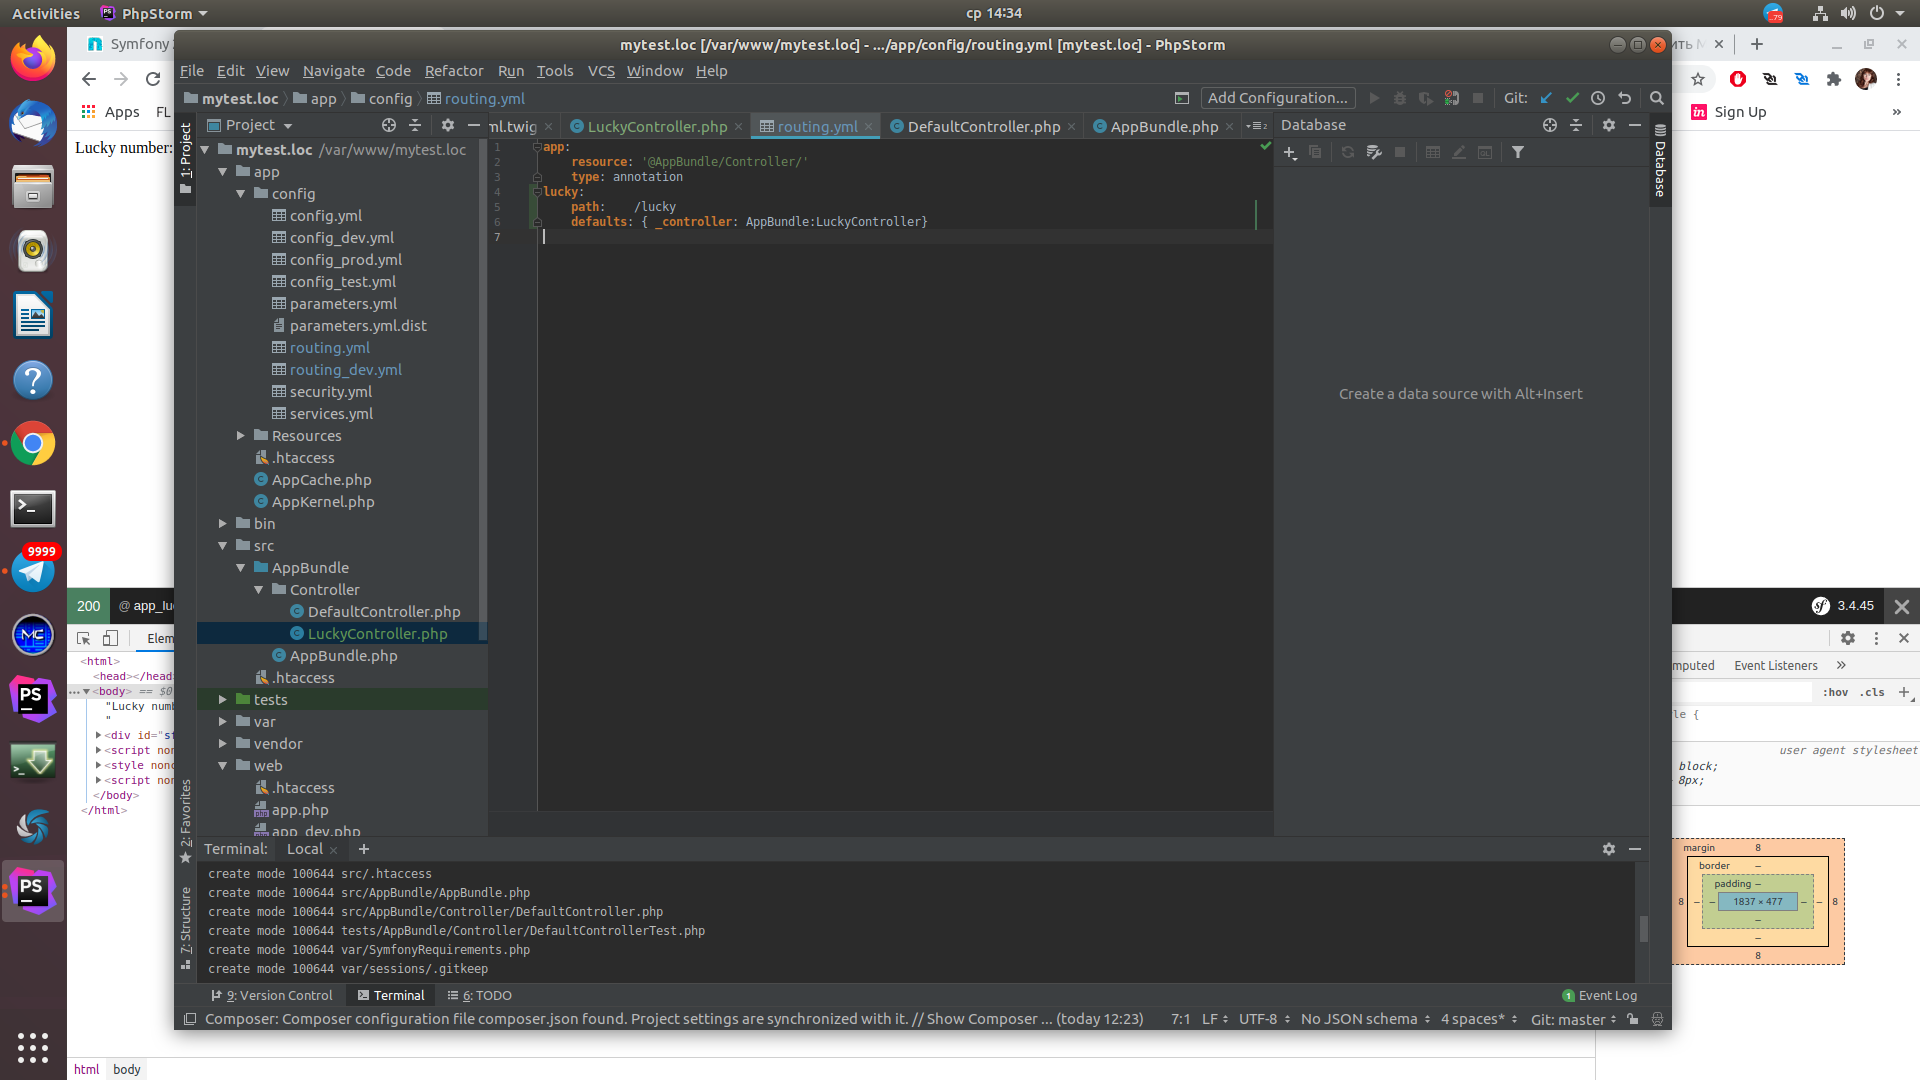 Activities
PhpStorm
ср 14:34
79
Symfony
mytest.loc [/var/www/mytest.loc] - .../app/config/routing.yml [mytest.loc] - PhpStorm
File Edit View Navigate Code Refactor Run Tools VCS Window Help
Apps FL
Sign Up
»
mytest.loc app config routing.yml
Add Configuration...
Git:
Project
ml.twig
LuckyController.php
routing.yml
DefaultController.php
AppBundle.php
Database
1: Project
Database
Lucky number:
mytest.loc /var/www/mytest.loc
app
config
config.yml
config_dev.yml
config_prod.yml
config_test.yml
parameters.yml
parameters.yml.dist
routing.yml
routing_dev.yml
security.yml
services.yml
Resources
.htaccess
AppCache.php
AppKernel.php
bin
src
AppBundle
Controller
DefaultController.php
LuckyController.php
AppBundle.php
.htaccess
tests
var
vendor
web
.htaccess
app.php
app_dev.php
1 app:
2 resource: '@AppBundle/Controller/'
3 type: annotation
4 lucky:
5 path: /lucky
6 defaults: { _controller: AppBundle:LuckyController}
7
Create a data source with Alt+Insert
9999
200 @ app_lu
3.4.45
Elem
<html>
<head></head>
<body> == $0
"Lucky numb
"
<div id="sf
<script non
<style nonc
<script non
</body>
</html>
mputed Event Listeners »
:hov .cls
le {
user agent stylesheet
block;
8px;
margin 8
border –
padding –
8 – – 1837 × 477 – – 8
–
–
8
2: Favorites
7: Structure
Terminal: Local
create mode 100644 src/.htaccess
create mode 100644 src/AppBundle/AppBundle.php
create mode 100644 src/AppBundle/Controller/DefaultController.php
create mode 100644 tests/AppBundle/Controller/DefaultControllerTest.php
create mode 100644 var/SymfonyRequirements.php
create mode 100644 var/sessions/.gitkeep
9: Version Control
Terminal
6: TODO
1 Event Log
Composer: Composer configuration file composer.json found. Project settings are synchronized with it. // Show Composer ... (today 12:23)
7:1 LF UTF-8 No JSON schema 4 spaces* Git: master
html body